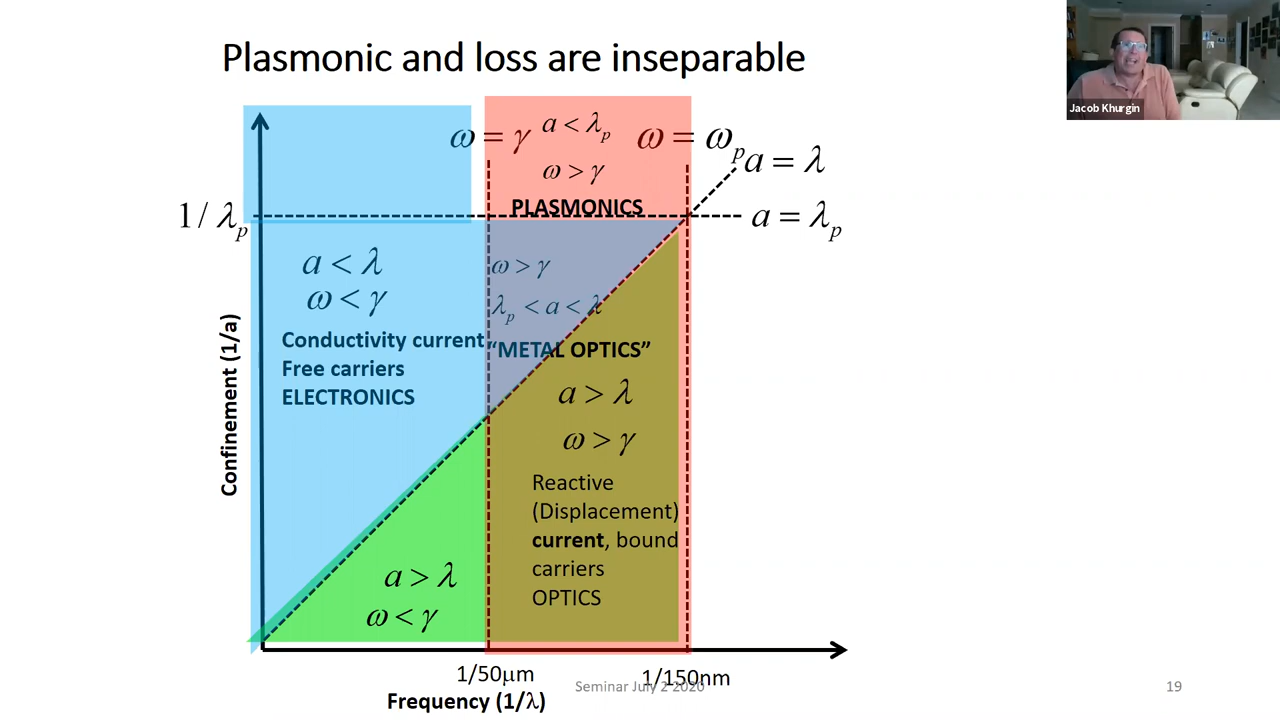 Plasmonic and loss are inseparable
Jacob Khurgin
ω = γ
a < λp
ω = ωp
a = λ
ω > γ
PLASMONICS
1/ λp
a = λp
a < λ
ω < γ
ω > γ
λp < a < λ
Conductivity current
Free carriers
ELECTRONICS
“METAL OPTICS”
a > λ
ω > γ
Reactive
(Displacement)
current, bound
carriers
OPTICS
a > λ
ω < γ
Confinement (1/a)
1/50μm
1/150nm
Frequency (1/λ)
Seminar July 2 2020
19